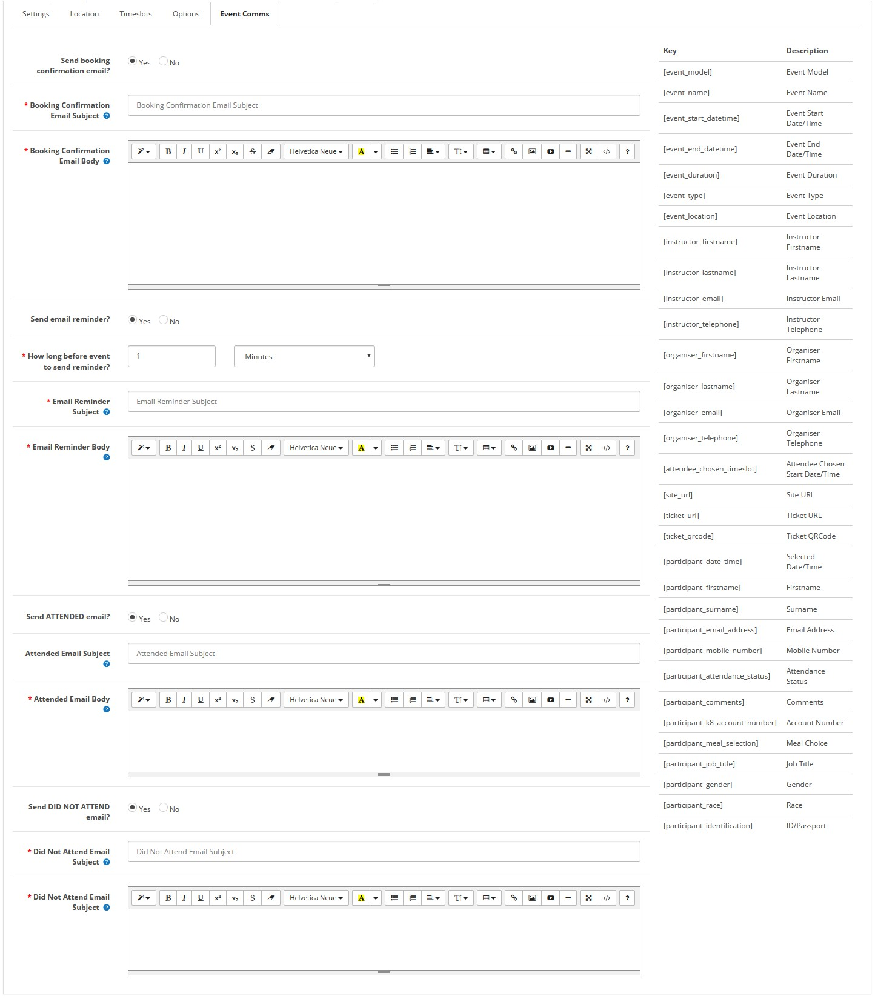 Settings
Location
Timeslots
Options
Event Comms
Send booking
confirmation email?
Yes
No
* Booking Confirmation
Email Subject ?
Booking Confirmation Email Subject
* Booking Confirmation
Email Body ?
B I U x² x₂ S Helvetica Neue A T </> ?
Send email reminder?
Yes
No
* How long before event
to send reminder?
1
Minutes
* Email Reminder
Subject ?
Email Reminder Subject
* Email Reminder Body
?
B I U x² x₂ S Helvetica Neue A T </> ?
Send ATTENDED email?
Yes
No
Attended Email Subject
?
Attended Email Subject
* Attended Email Body
?
B I U x² x₂ S Helvetica Neue A T </> ?
Send DID NOT ATTEND
email?
Yes
No
* Did Not Attend Email
Subject ?
Did Not Attend Email Subject
* Did Not Attend Email
Subject ?
B I U x² x₂ S Helvetica Neue A T </> ?
Key Description
[event_model] Event Model
[event_name] Event Name
[event_start_datetime] Event Start
Date/Time
[event_end_datetime] Event End
Date/Time
[event_duration] Event Duration
[event_type] Event Type
[event_location] Event Location
[instructor_firstname] Instructor
Firstname
[instructor_lastname] Instructor
Lastname
[instructor_email] Instructor Email
[instructor_telephone] Instructor
Telephone
[organiser_firstname] Organiser
Firstname
[organiser_lastname] Organiser
Lastname
[organiser_email] Organiser Email
[organiser_telephone] Organiser
Telephone
[attendee_chosen_timeslot] Attendee Chosen
Start Date/Time
[site_url] Site URL
[ticket_url] Ticket URL
[ticket_qrcode] Ticket QRCode
[participant_date_time] Selected
Date/Time
[participant_firstname] Firstname
[participant_surname] Surname
[participant_email_address] Email Address
[participant_mobile_number] Mobile Number
[participant_attendance_status] Attendance
Status
[participant_comments] Comments
[participant_k8_account_number] Account Number
[participant_meal_selection] Meal Choice
[participant_job_title] Job Title
[participant_gender] Gender
[participant_race] Race
[participant_identification] ID/Passport